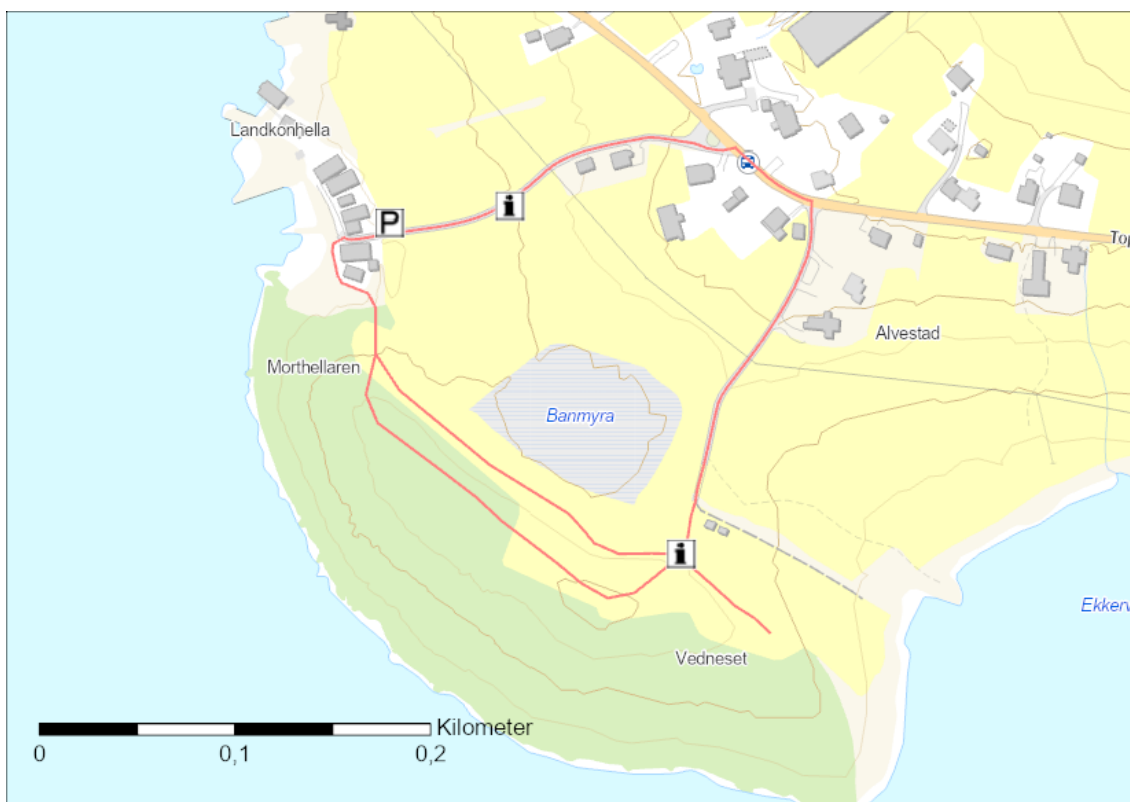 Landkonhella
P
i
Alvestad
Morthellaren
Banmyra
i
Vedneset
Kilometer
0
0,1
0,2